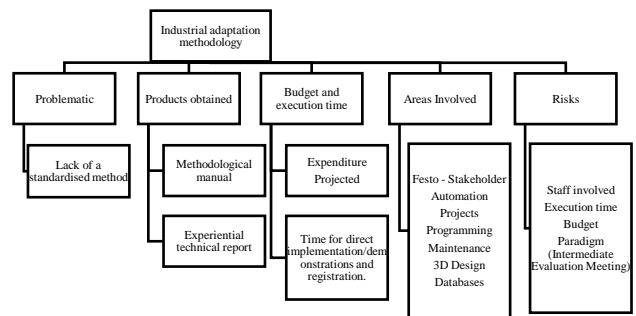 Industrial adaptation
methodology
Problematic
Lack of a
standardised method
Products obtained
Methodological
manual
Experiential
technical report
Budget and
execution time
Expenditure
Projected
Time for direct
implementation/dem
onstrations and
registration.
Areas Involved
Festo - Stakeholder
Automation
Projects
Programming
Maintenance
3D Design
Databases
Risks
Staff involved
Execution time
Budget
Paradigm
(Intermediate
Evaluation Meeting)